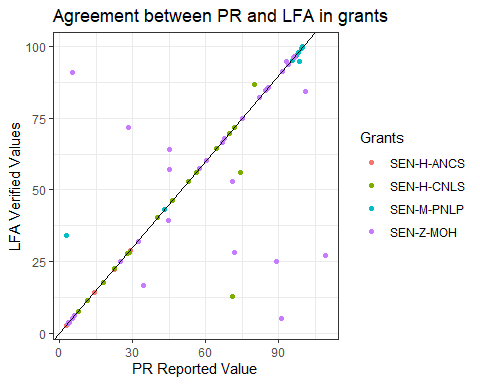 Agreement between PR and LFA in grants
LFA Verified Values
100
75
50
25
0
0
30
60
90
PR Reported Value
Grants
SEN-H-ANCS
SEN-H-CNLS
SEN-M-PNLP
SEN-Z-MOH